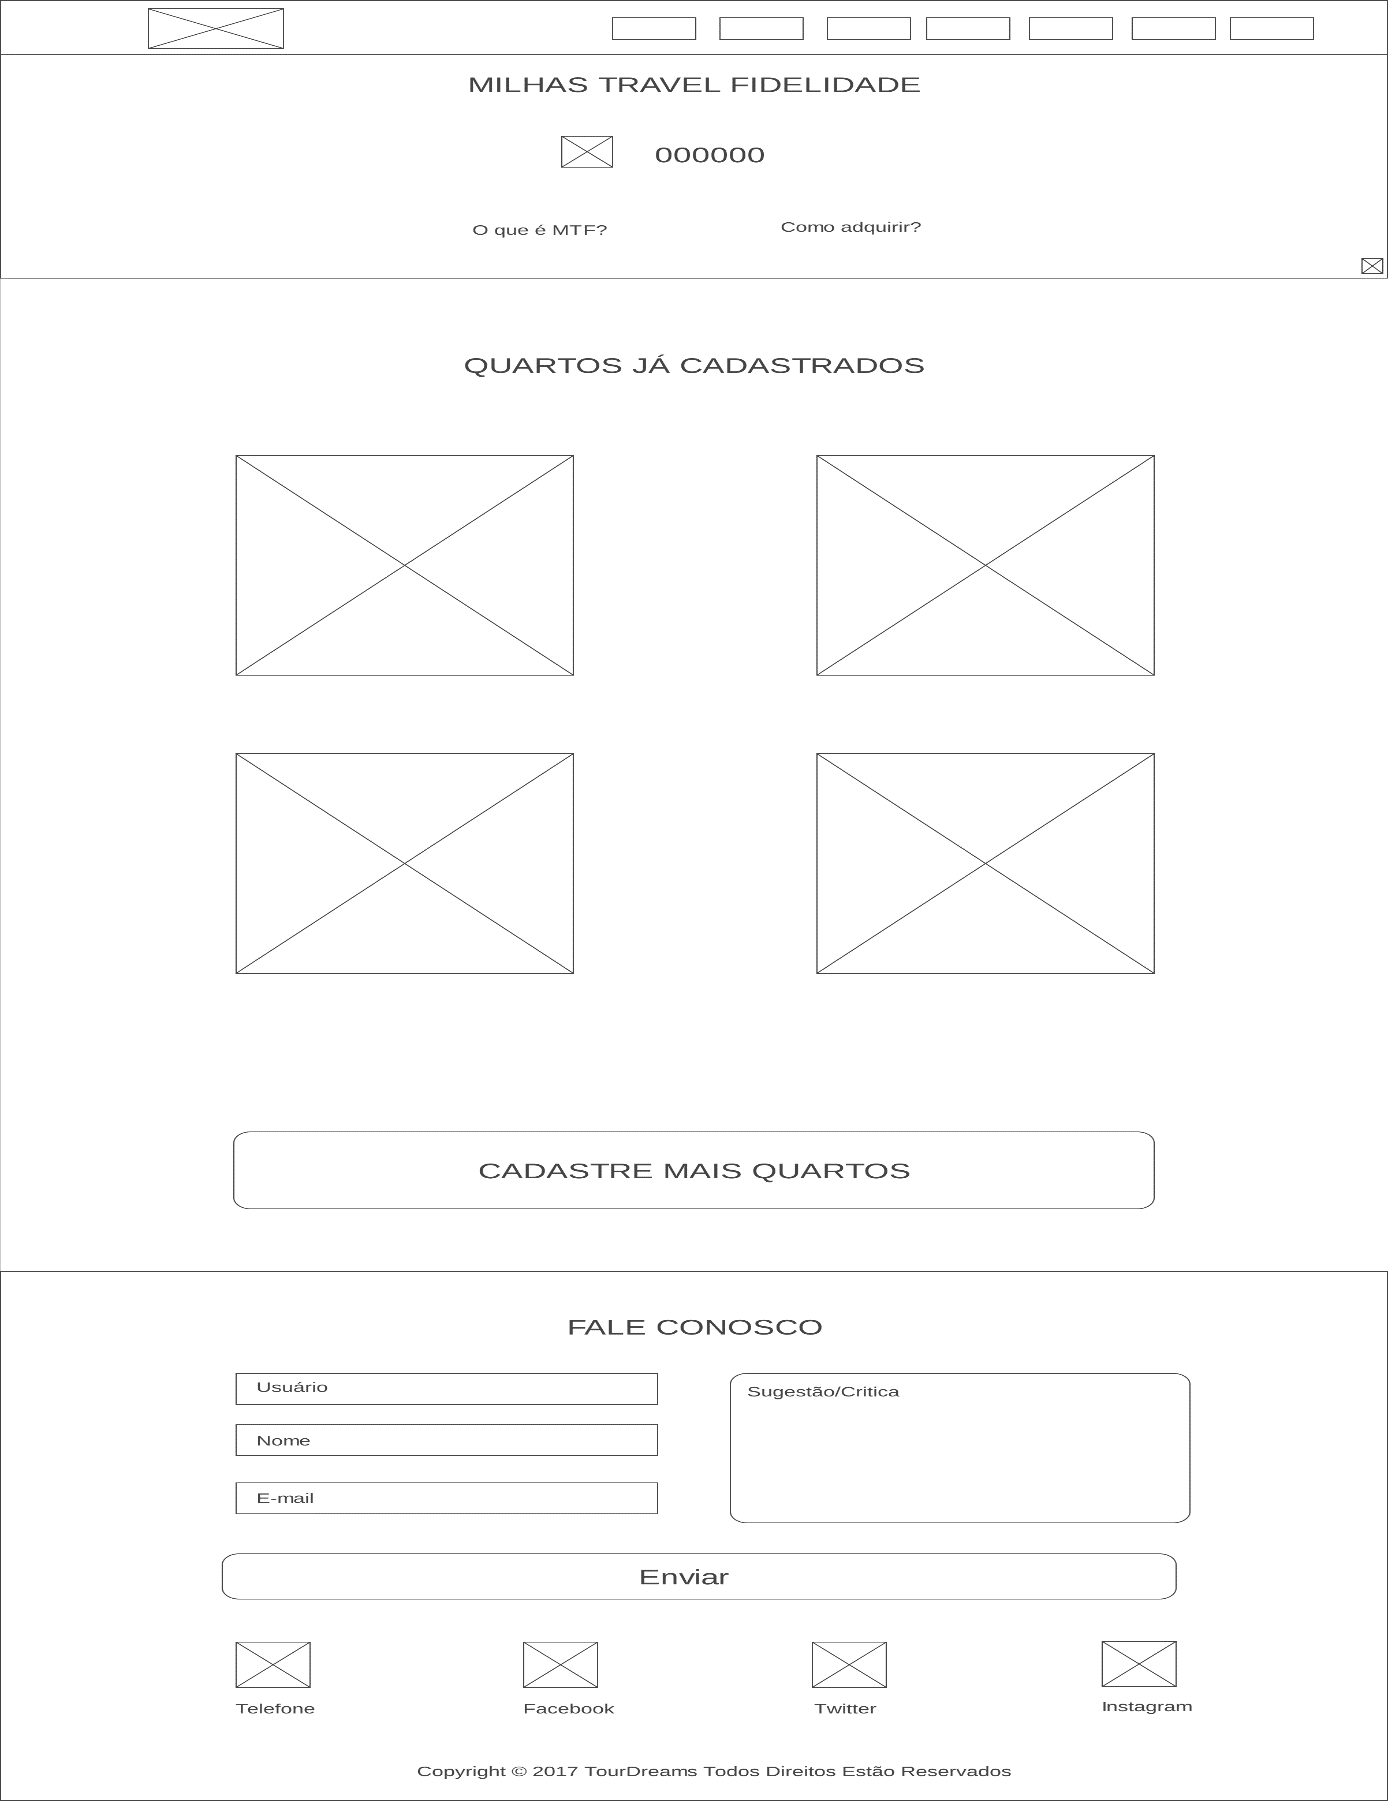 MILHAS TRAVEL FIDELIDADE
000000
O que é MTF?
Como adquirir?
QUARTOS JÁ CADASTRADOS
CADASTRE MAIS QUARTOS
FALE CONOSCO
Usuário
Nome
E-mail
Sugestão/Critica
Enviar
Telefone
Facebook
Twitter
Instagram
Copyright © 2017 TourDreams Todos Direitos Estão Reservados